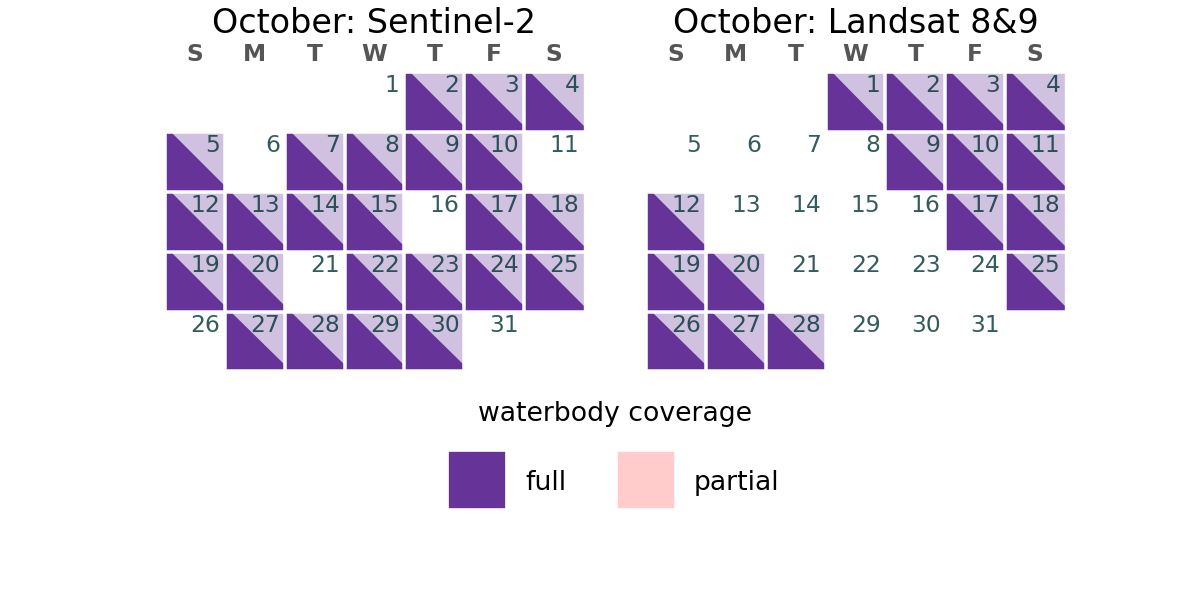 October: Sentinel-2
S M T W T F S
1 2 3 4
5 6 7 8 9 10 11
12 13 14 15 16 17 18
19 20 21 22 23 24 25
26 27 28 29 30 31
October: Landsat 8&9
S M T W T F S
1 2 3 4
5 6 7 8 9 10 11
12 13 14 15 16 17 18
19 20 21 22 23 24 25
26 27 28 29 30 31
waterbody coverage
full partial